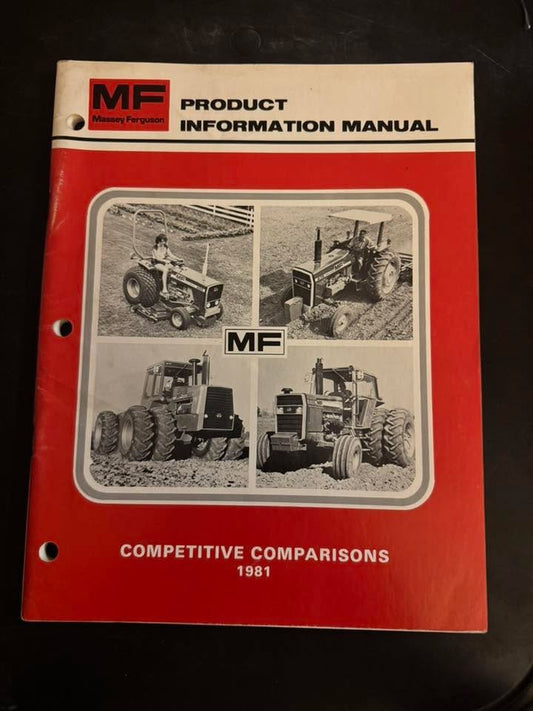 MF
Massey Ferguson
PRODUCT
INFORMATION MANUAL
MF
COMPETITIVE COMPARISONS
1981